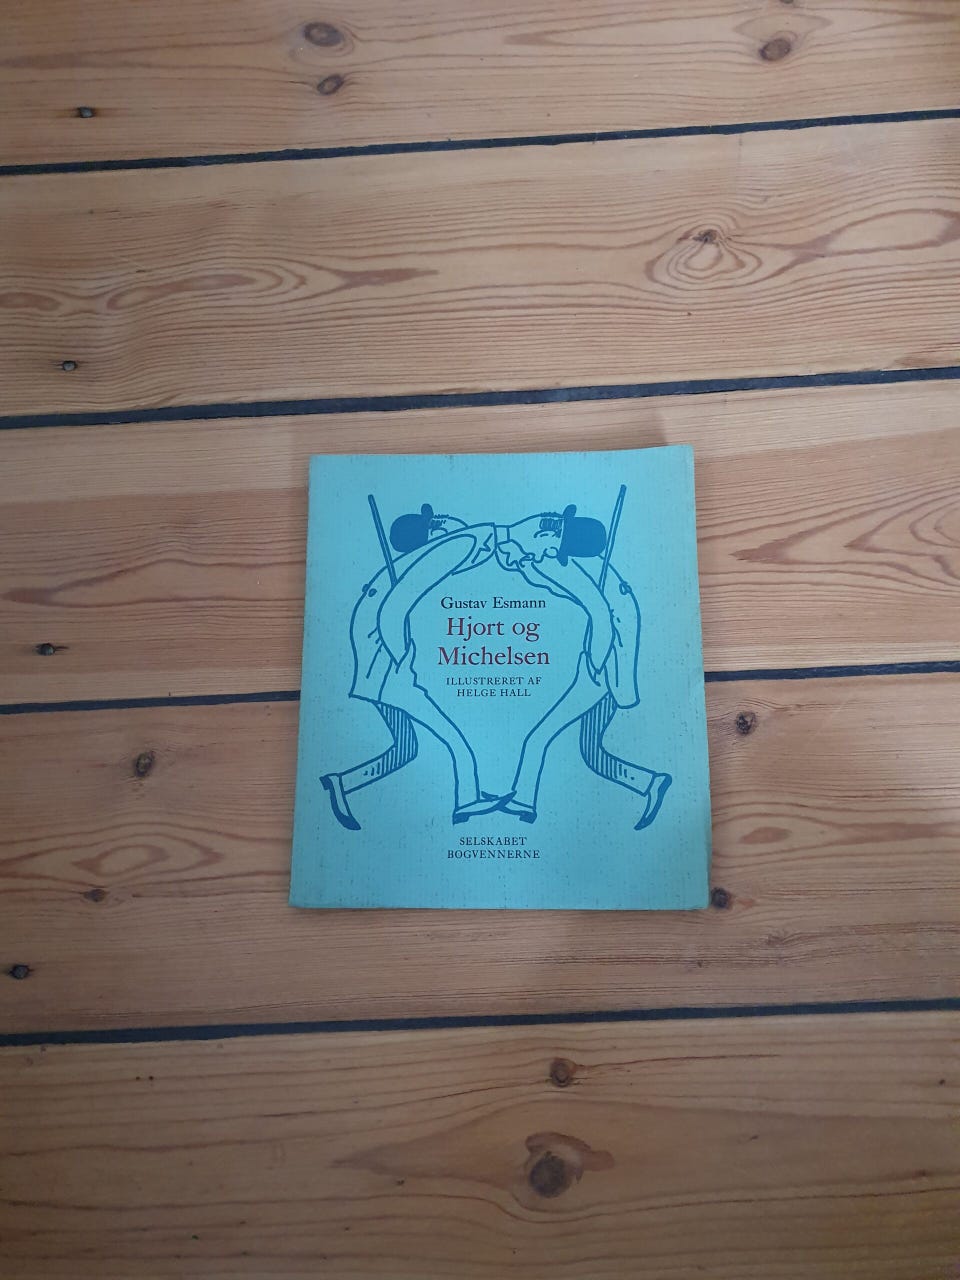 Gustav Esmann
Hjort og
Michelsen
ILLUSTRERET AF
HELGE HALL
SELSKABET
BOGVENNERNE